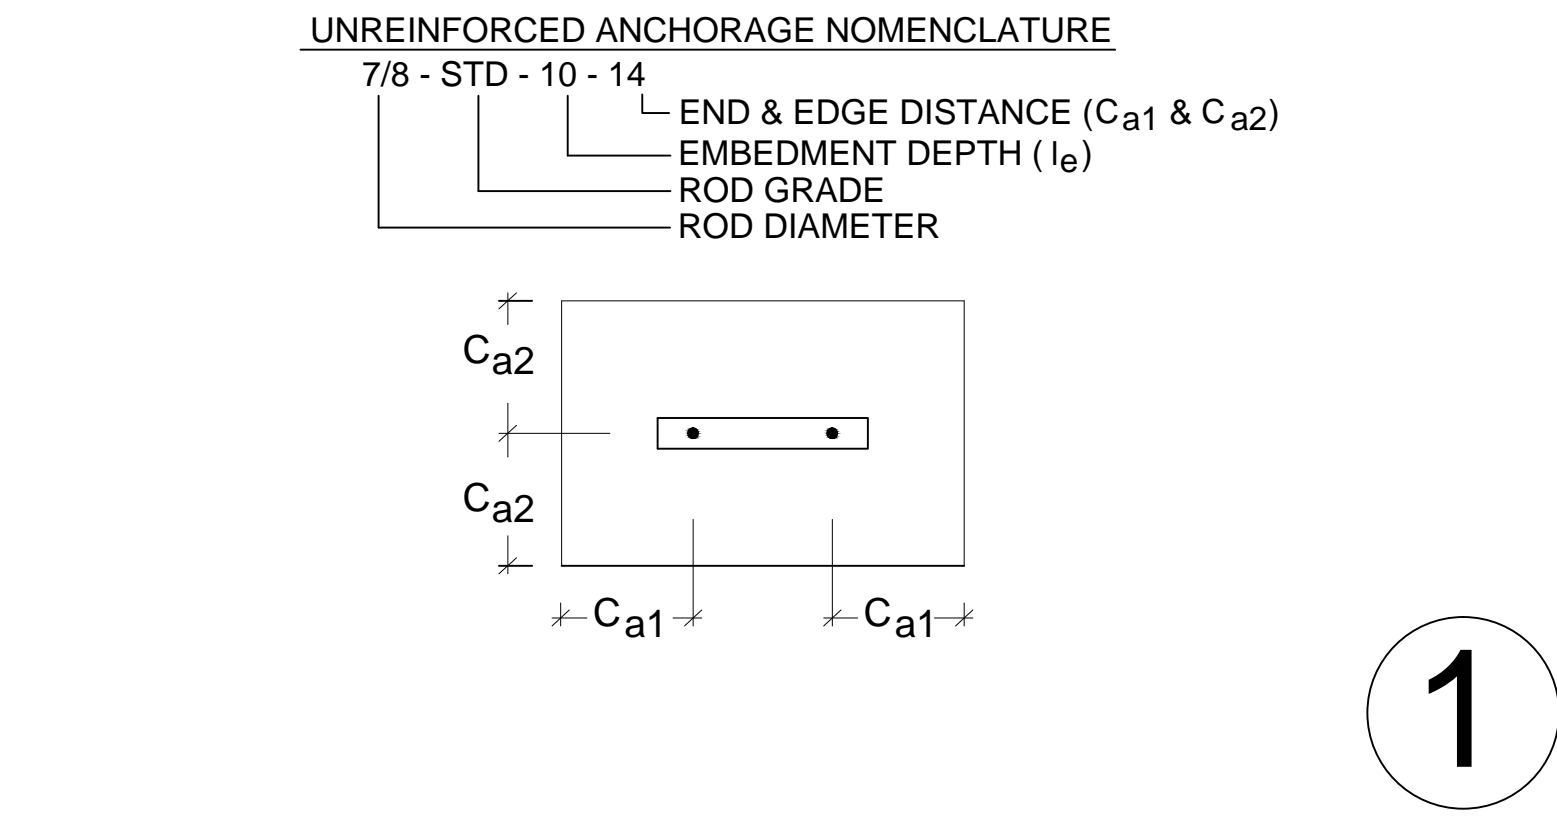 UNREINFORCED ANCHORAGE NOMENCLATURE
7/8 - STD - 10 - 14
END & EDGE DISTANCE (Ca1 & Ca2)
EMBEDMENT DEPTH ( le)
ROD GRADE
ROD DIAMETER
Ca2
Ca2
Ca1
Ca1
1